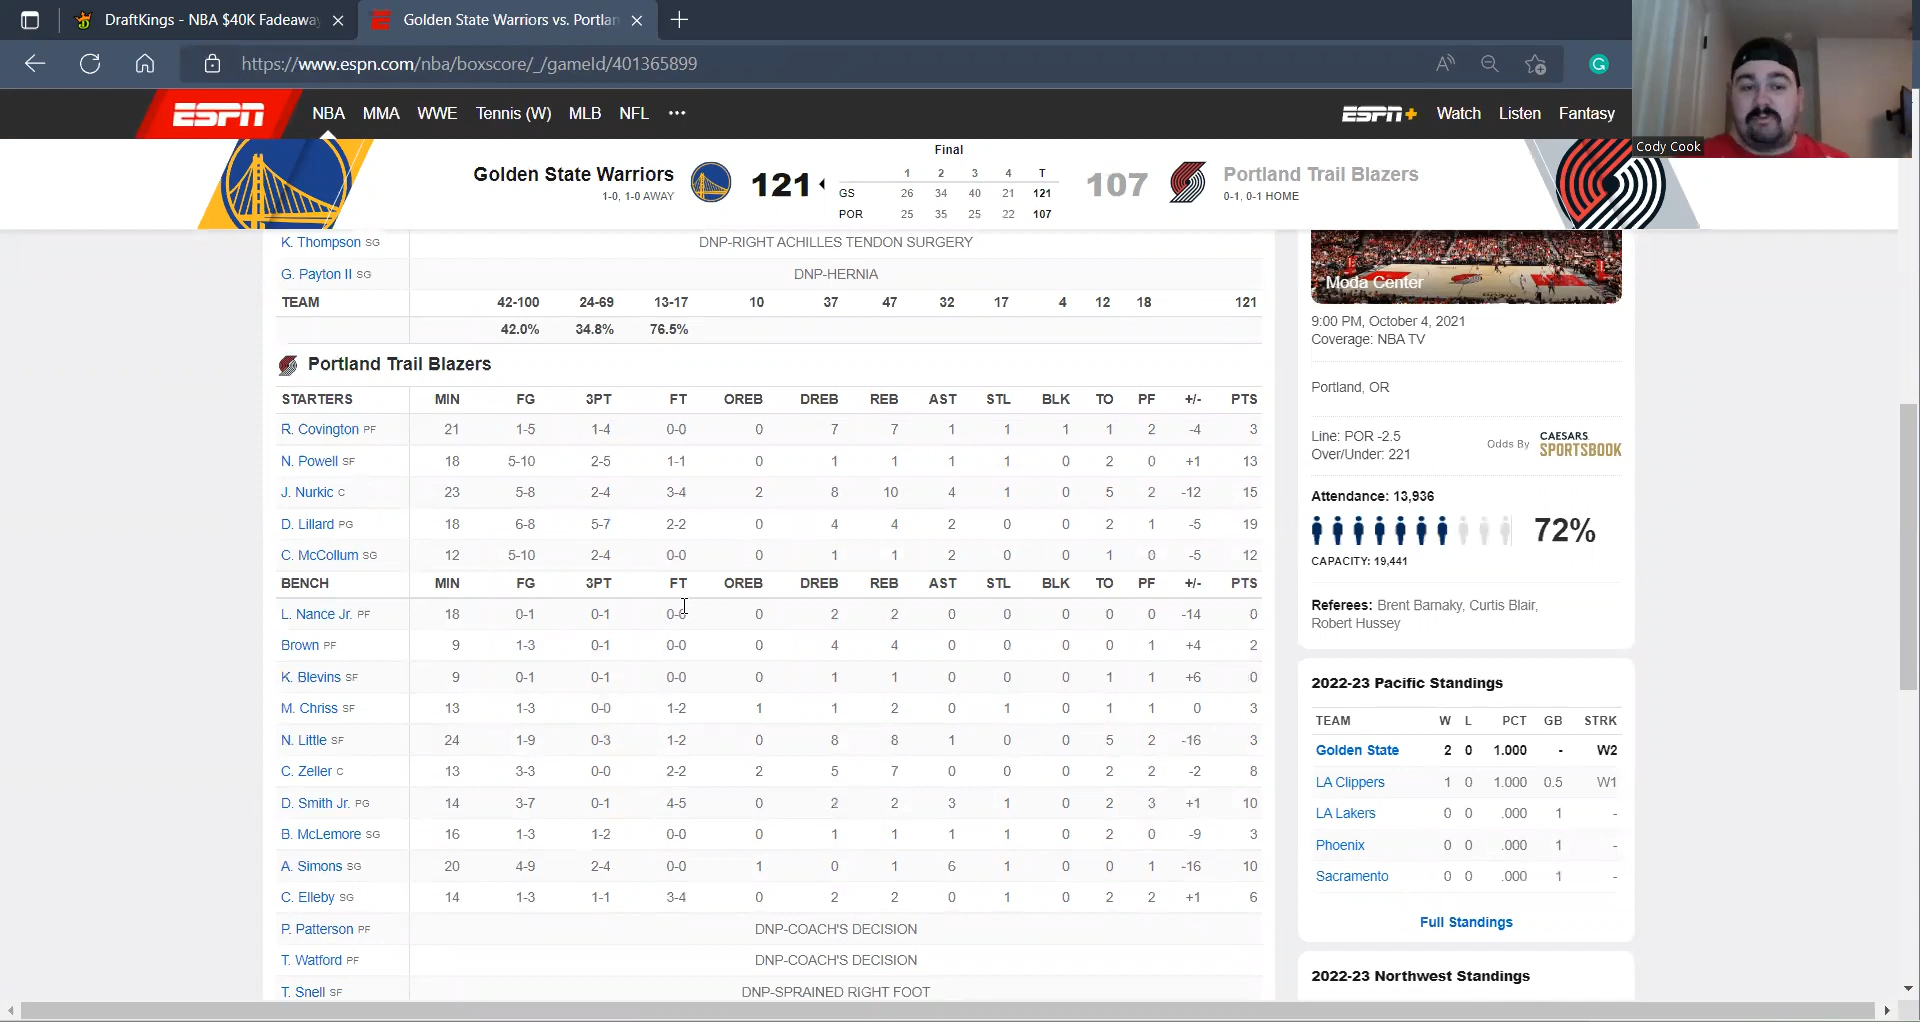 DraftKings - NBA $40K Fadeaway
Golden State Warriors vs. Portlan
https://www.espn.com/nba/boxscore/_/gameId/401365899
ESPN NBA MMA WWE Tennis (W) MLB NFL ... ESPN+ Watch Listen Fantasy
Cody Cook
Final
Golden State Warriors
1-0, 1-0 AWAY
121
1 2 3 4 T
GS 26 34 40 21 121
POR 25 35 25 22 107
107
Portland Trail Blazers
0-1, 0-1 HOME
K. Thompson SG DNP-RIGHT ACHILLES TENDON SURGERY
G. Payton II SG DNP-HERNIA
TEAM 42-100 24-69 13-17 10 37 47 32 17 4 12 18 121
42.0% 34.8% 76.5%
Portland Trail Blazers
STARTERS MIN FG 3PT FT OREB DREB REB AST STL BLK TO PF +/- PTS
R. Covington PF 21 1-5 1-4 0-0 0 7 7 1 1 1 1 2 -4 3
N. Powell SF 18 5-10 2-5 1-1 0 1 1 1 1 0 2 0 +1 13
J. Nurkic C 23 5-8 2-4 3-4 2 8 10 4 1 0 5 2 -12 15
D. Lillard PG 18 6-8 5-7 2-2 0 4 4 2 0 0 2 1 -5 19
C. McCollum SG 12 5-10 2-4 0-0 0 1 1 2 0 0 1 0 -5 12
BENCH MIN FG 3PT FT OREB DREB REB AST STL BLK TO PF +/- PTS
L. Nance Jr. PF 18 0-1 0-1 0-0 0 2 2 0 0 0 0 0 -14 0
Brown PF 9 1-3 0-1 0-0 0 4 4 0 0 0 0 1 +4 2
K. Blevins SF 9 0-1 0-1 0-0 0 1 1 0 0 0 1 1 +6 0
M. Chriss SF 13 1-3 0-0 1-2 1 1 2 0 1 0 1 1 0 3
N. Little SF 24 1-9 0-3 1-2 0 8 8 1 0 0 5 2 -16 3
C. Zeller C 13 3-3 0-0 2-2 2 5 7 0 0 0 2 2 -2 8
D. Smith Jr. PG 14 3-7 0-1 4-5 0 2 2 3 1 0 2 3 +1 10
B. McLemore SG 16 1-3 1-2 0-0 0 1 1 1 1 0 2 0 -9 3
A. Simons SG 20 4-9 2-4 0-0 1 0 1 6 1 0 0 1 -16 10
C. Elleby SG 14 1-3 1-1 3-4 0 2 2 0 1 0 2 2 +1 6
P. Patterson PF DNP-COACH'S DECISION
T. Watford PF DNP-COACH'S DECISION
T. Snell SF DNP-SPRAINED RIGHT FOOT
Moda Center
9:00 PM, October 4, 2021
Coverage: NBA TV
Portland, OR
Line: POR -2.5
Over/Under: 221
Odds By CAESARS SPORTSBOOK
Attendance: 13,936
72%
CAPACITY: 19,441
Referees: Brent Barnaky, Curtis Blair,
Robert Hussey
2022-23 Pacific Standings
TEAM W L PCT GB STRK
Golden State 2 0 1.000 - W2
LA Clippers 1 0 1.000 0.5 W1
LA Lakers 0 0 .000 1 -
Phoenix 0 0 .000 1 -
Sacramento 0 0 .000 1 -
Full Standings
2022-23 Northwest Standings